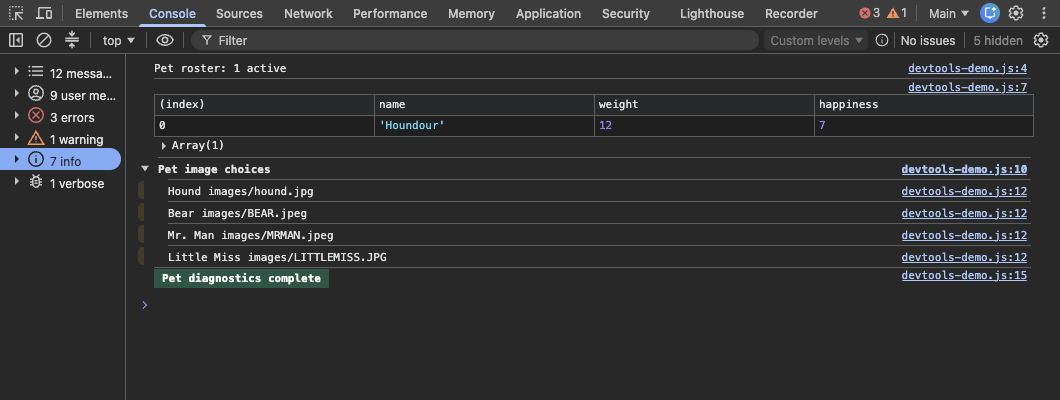 Elements Console Sources Network Performance Memory Application Security Lighthouse Recorder 3 1 Main
top Filter Custom levels No issues 5 hidden
12 messa...
9 user me...
3 errors
1 warning
7 info
1 verbose
Pet roster: 1 active devtools-demo.js:4
devtools-demo.js:7
(index) name weight happiness
0 'Houndour' 12 7
Array(1)
Pet image choices devtools-demo.js:10
Hound images/hound.jpg devtools-demo.js:12
Bear images/BEAR.jpeg devtools-demo.js:12
Mr. Man images/MRMAN.jpeg devtools-demo.js:12
Little Miss images/LITTLEMISS.JPG devtools-demo.js:12
Pet diagnostics complete devtools-demo.js:15